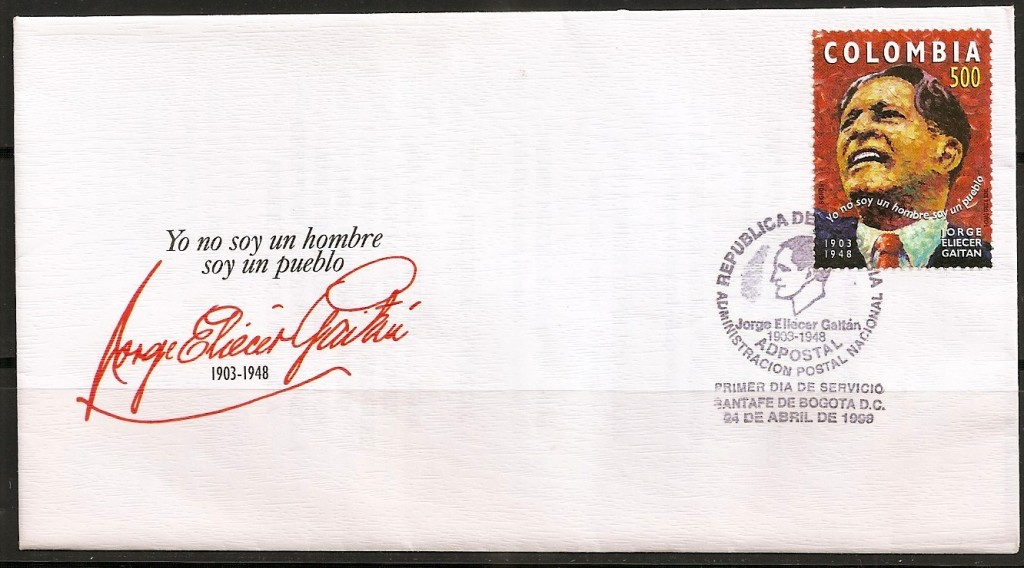 COLOMBIA
500
Yo no soy un hombre soy un pueblo
1903
1948
JORGE
ELIECER
GAITAN
Yo no soy un hombre
soy un pueblo
Jorge Eliécer Gaitán
1903-1948
REPUBLICA DE
Jorge Eliécer Gaitán
1903-1948
ADPOSTAL
ADMINISTRACION POSTAL NACIONAL
PRIMER DIA DE SERVICIO
SANTAFE DE BOGOTA D.C.
24 DE ABRIL DE 1998